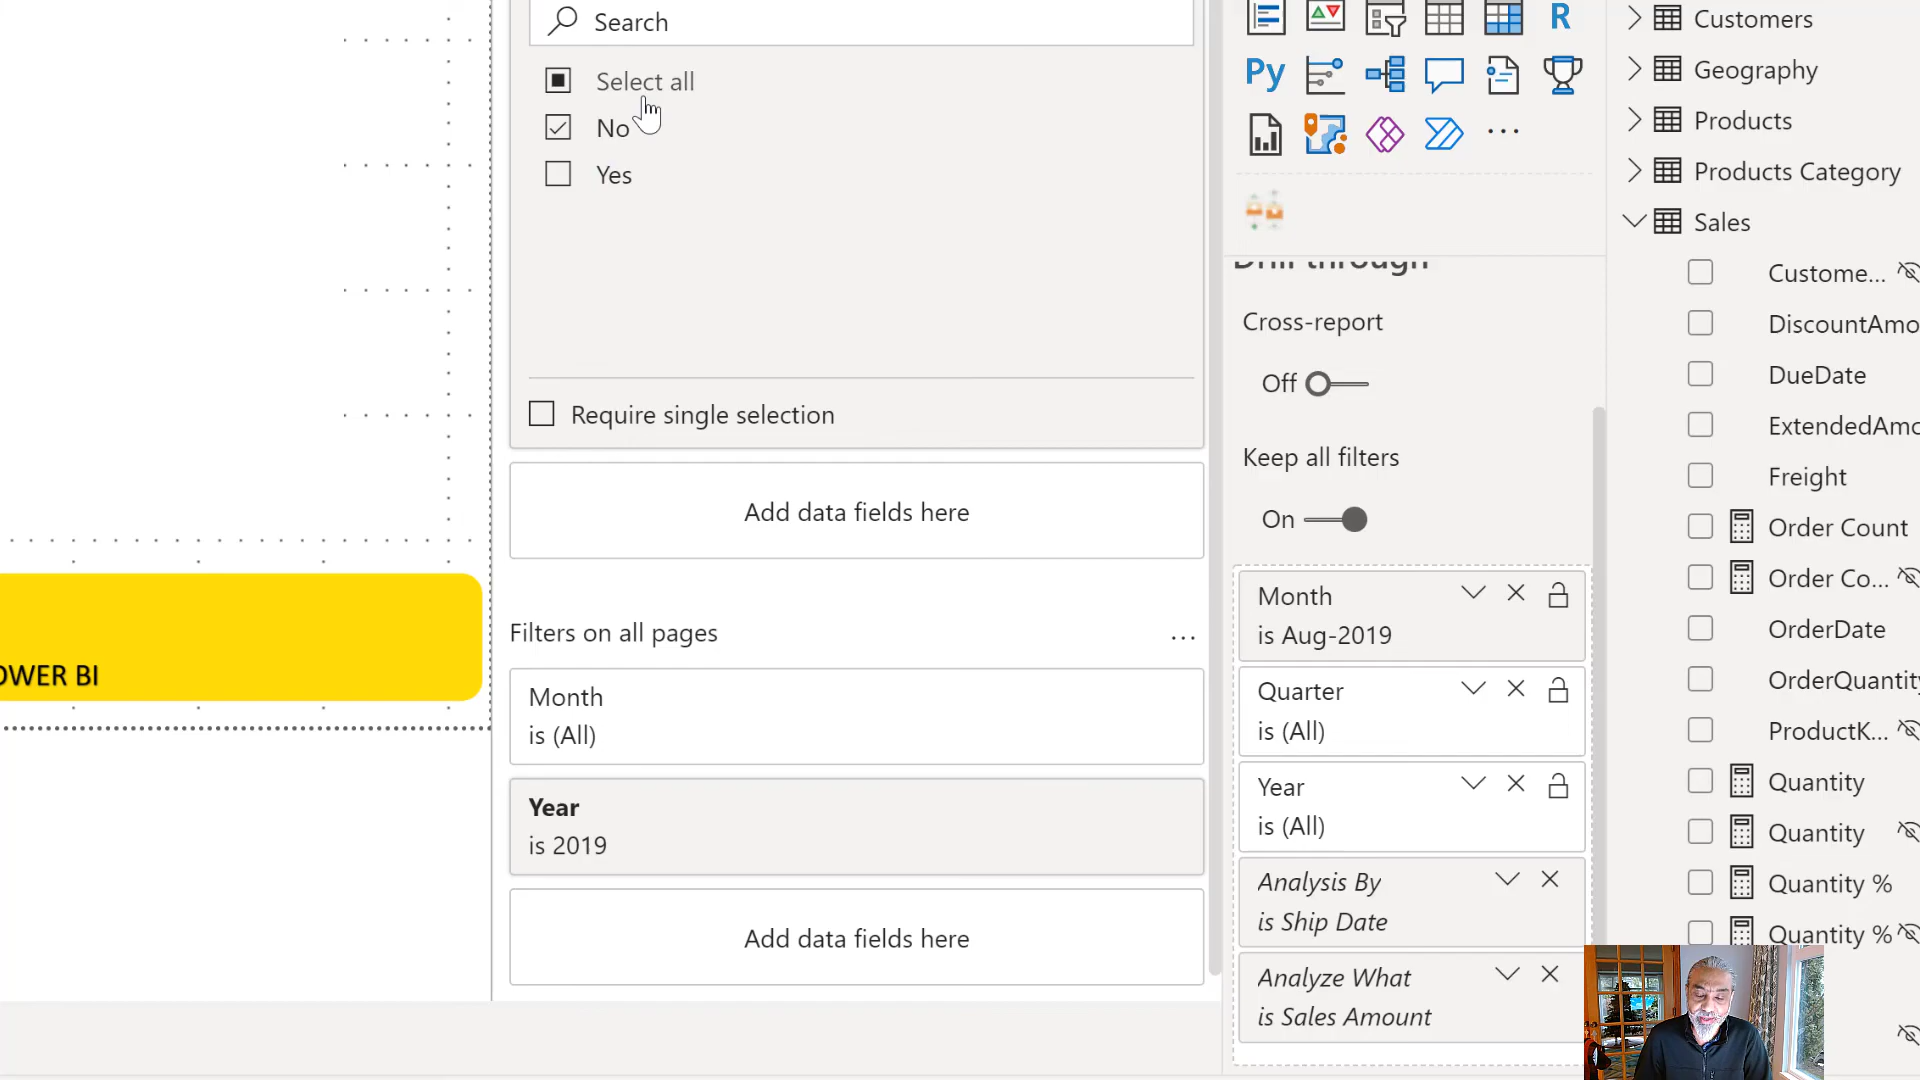 Search
Select all
No
Yes
Require single selection
Add data fields here
Filters on all pages
...
Month
is (All)
Year
is 2019
Add data fields here
OWER BI
R
Py
...
Drill through
Cross-report
Off
Keep all filters
On
Month
is Aug-2019
Quarter
is (All)
Year
is (All)
Analysis By
is Ship Date
Analyze What
is Sales Amount
Customers
Geography
Products
Products Category
Sales
Custome...
DiscountAmo
DueDate
ExtendedAmo
Freight
Order Count
Order Co...
OrderDate
OrderQuantity
ProductK...
Quantity
Quantity
Quantity %
Quantity %